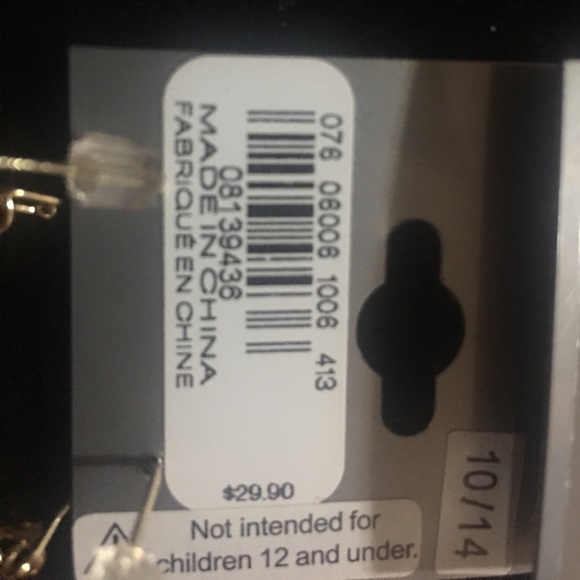 076 08006 1006 413
08139436
MADE IN CHINA
FABRIQUÉ EN CHINE
$29.90
Not intended for
children 12 and under.
10/14